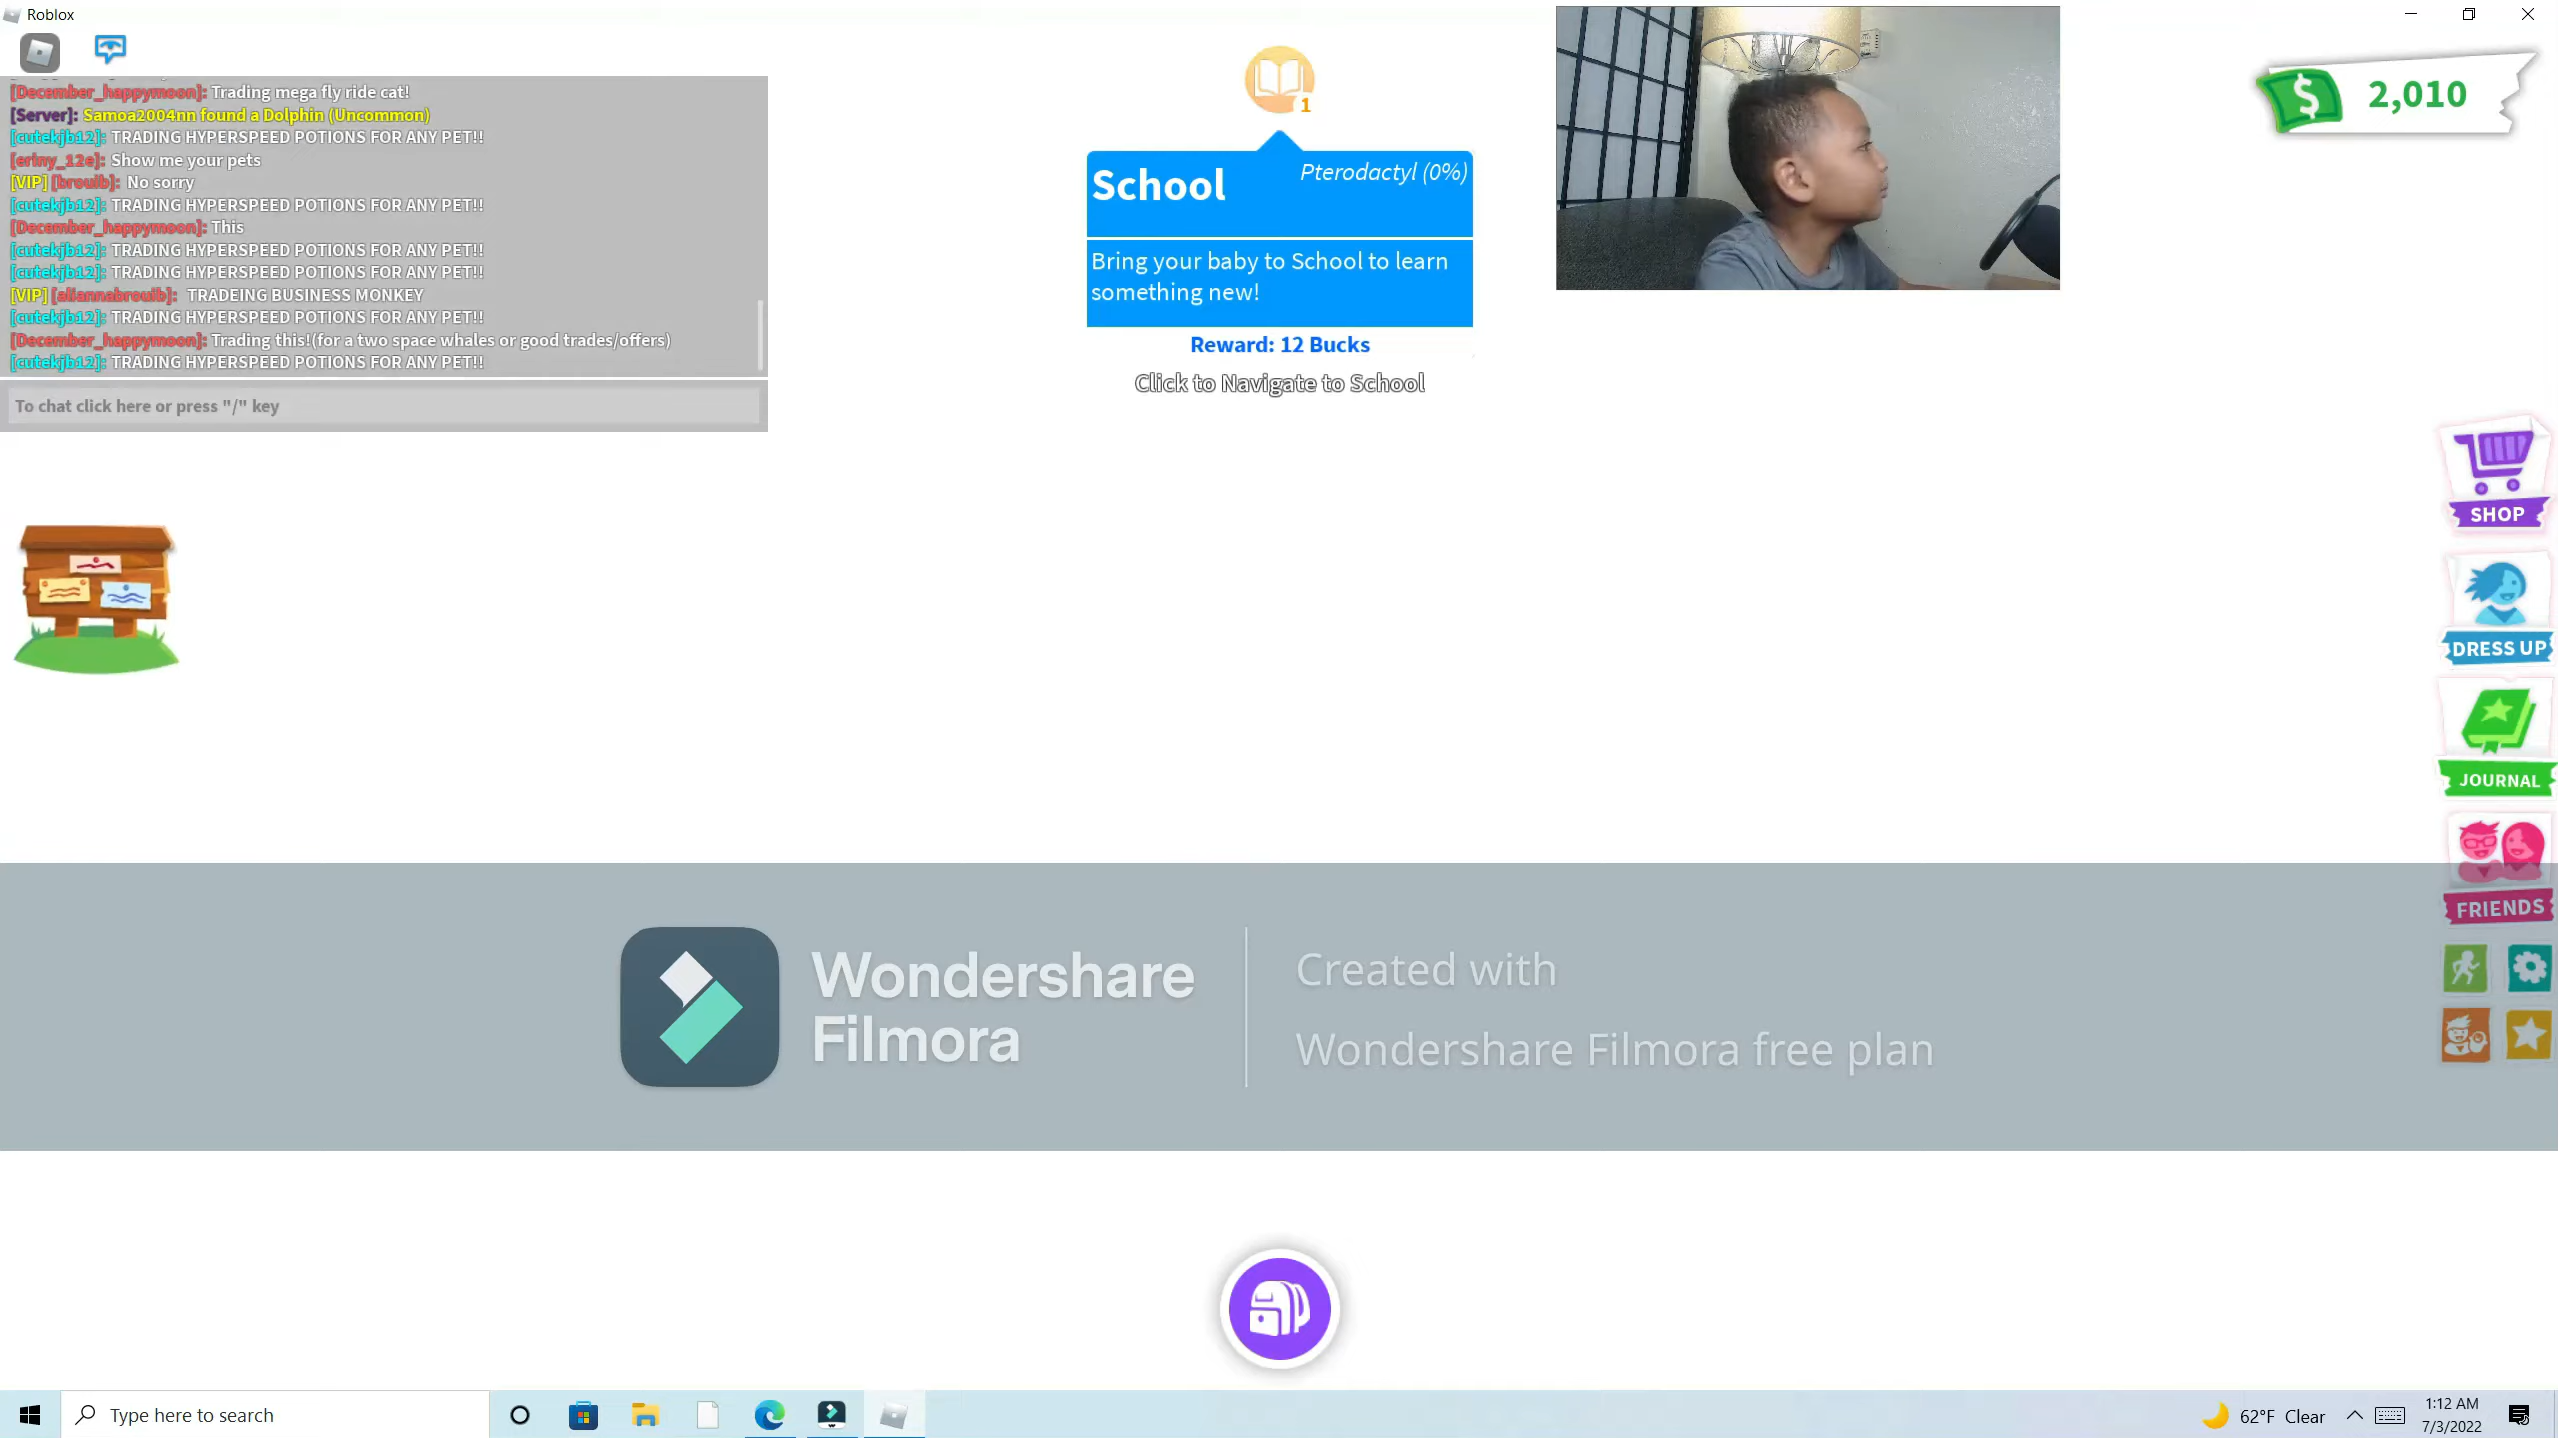 Roblox
[December_happymoon]: Trading mega fly ride cat!
[Server]: Samoa2004nn found a Dolphin (Uncommon)
[cutekjb12]: TRADING HYPERSPEED POTIONS FOR ANY PET!!
[eriny_12e]: Show me your pets
[VIP] [brouib]: No sorry
[cutekjb12]: TRADING HYPERSPEED POTIONS FOR ANY PET!!
[December_happymoon]: This
[cutekjb12]: TRADING HYPERSPEED POTIONS FOR ANY PET!!
[cutekjb12]: TRADING HYPERSPEED POTIONS FOR ANY PET!!
[VIP] [aliannabrouib]: TRADEING BUSINESS MONKEY
[cutekjb12]: TRADING HYPERSPEED POTIONS FOR ANY PET!!
[December_happymoon]: Trading this!(for a two space whales or good trades/offers)
[cutekjb12]: TRADING HYPERSPEED POTIONS FOR ANY PET!!
To chat click here or press "/" key
1
School
Pterodactyl (0%)
Bring your baby to School to learn
something new!
Reward: 12 Bucks
Click to Navigate to School
2,010
SHOP
DRESS UP
JOURNAL
FRIENDS
Wondershare
Filmora
Created with
Wondershare Filmora free plan
Type here to search
62°F Clear
1:12 AM
7/3/2022